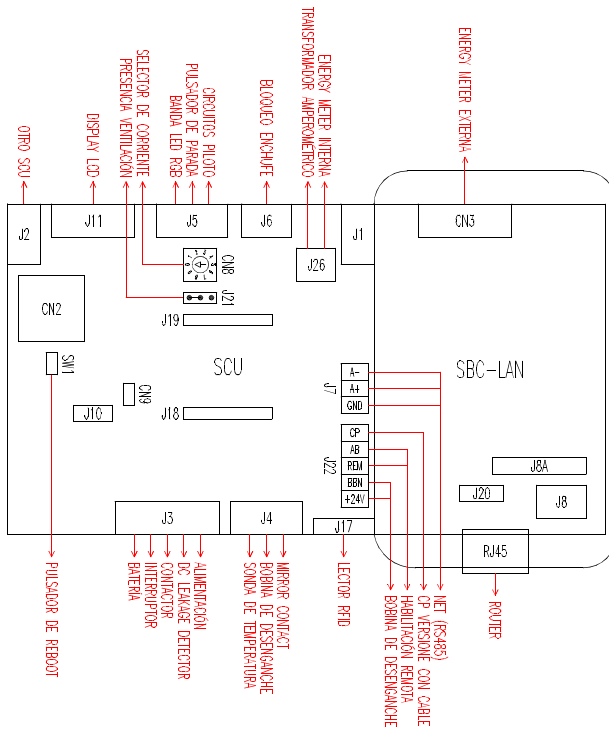 OTRO SCU
DISPLAY LCD
PRESENCIA VENTILACIÓN
SELECTOR DE CORRIENTE
BANDA LED RGB
PULSADOR DE PARADA
CIRCUITOS PILOTO
BLOQUEO ENCHUFE
TRANSFORMADOR AMPEROMÉTRICO
ENERGY METER INTERNA
ENERGY METER EXTERNA
J2
J11
J5
J6
J1
CN3
CN8
J26
J21
CN2
J19
SW1
SCU
SBC-LAN
J7
A-
A+
GND
CN9
J10
J18
J22
CP
AB
REM
BBN
+24V
J8A
J20
J8
J3
J4
J17
RJ45
PULSADOR DE REBOOT
BATERIA
INTERRUPTOR
CONTACTOR
DC LEAKAGE DETECTOR
ALIMENTACIÓN
SONDA DE TEMPERATURA
BOBINA DE DESENGANCHE
MIRROR CONTACT
LECTOR RFID
BOBINA DE DESENGANCHE
HABILITACIÓN REMOTA
CP VERSIONE CON CABLE
NET (RS485)
ROUTER